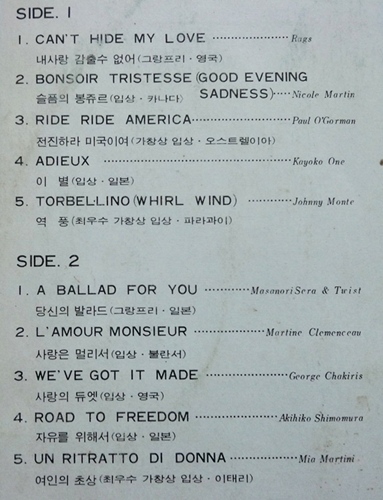 SIDE. 1
1. CAN'T HIDE MY LOVE ··············· Rags
내사랑 감출수 없어(그랑프리·영국)
2. BONSOIR TRISTESSE (GOOD EVENING
SADNESS)·····Nicole Martin
슬픔의 봉쥬르(입상·카나다)
3. RIDE RIDE AMERICA···················Paul O'Gorman
전진하라 미국이여(가창상 입상·오스트렐이아)
4. ADIEUX ····················Koyoko One
이 별(입상·일본)
5. TORBEL·LINO (WHIRL WIND) ···········Johnny Monte
역 풍(최우수 가창상 입상·파라과이)
SIDE. 2
1. A BALLAD FOR YOU ···········Masanori Sera & Twist
당신의 발라드(그랑프리·일본)
2. L'AMOUR MONSIEUR ···············Martine Clemenceau
사랑은 멀리서(입상·불란서)
3. WE'VE GOT IT MADE ·················George Chakiris
사랑의 듀엣(입상·영국)
4. ROAD TO FREEDOM ·················Akihiko Shimomura
자유를 위해서(입상·일본)
5. UN RITRATTO DI DONNA ···············Mia Martini
여인의 초상(최우수 가창상 입상·이태리)